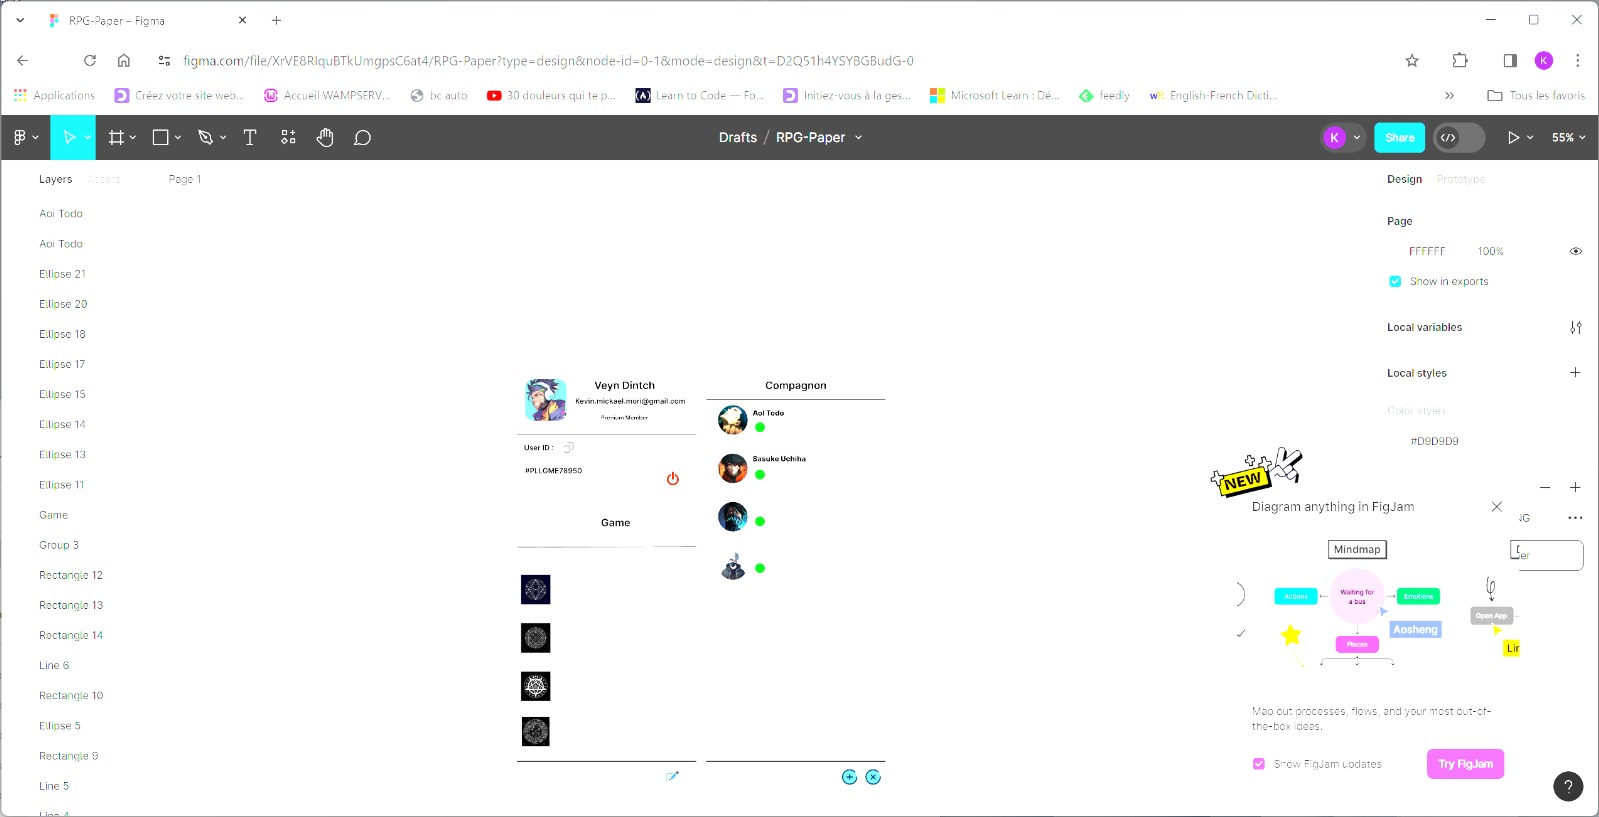 RPG-Paper – Figma
figma.com/file/XrVE8RIquBTkUmgpsC6at4/RPG-Paper?type=design&node-id=0-1&mode=design&t=D2Q51h4YSYBGBudG-0
K
Applications
Créez votre site web...
Accueil WAMPSERV...
bc auto
30 douleurs qui te p...
Learn to Code — Fo...
Initiez-vous à la ges...
Microsoft Learn : Dé...
feedly
English-French Dicti...
Tous les favoris
Drafts / RPG-Paper
K
Share
55%
Layers
Assets
Page 1
Aoi Todo
Aoi Todo
Ellipse 21
Ellipse 20
Ellipse 18
Ellipse 17
Ellipse 15
Ellipse 14
Ellipse 13
Ellipse 11
Game
Group 3
Rectangle 12
Rectangle 13
Rectangle 14
Line 6
Rectangle 10
Ellipse 5
Rectangle 9
Line 5
Line 4
Veyn Dintch
Kevin.mickael.mori@gmail.com
Premium Member
User ID :
#PLLGME78950
Game
Compagnon
Aoi Todo
Sasuke Uchiha
Design
Prototype
Page
FFFFFF
100%
Show in exports
Local variables
Local styles
Color styles
#D9D9D9
NEW
Diagram anything in FigJam
Mindmap
Actions
Waiting for
a bus
Emotions
Aosheng
Places
Open App
Map out processes, flows, and your most out-of-
the-box ideas.
Show FigJam updates
Try FigJam
?